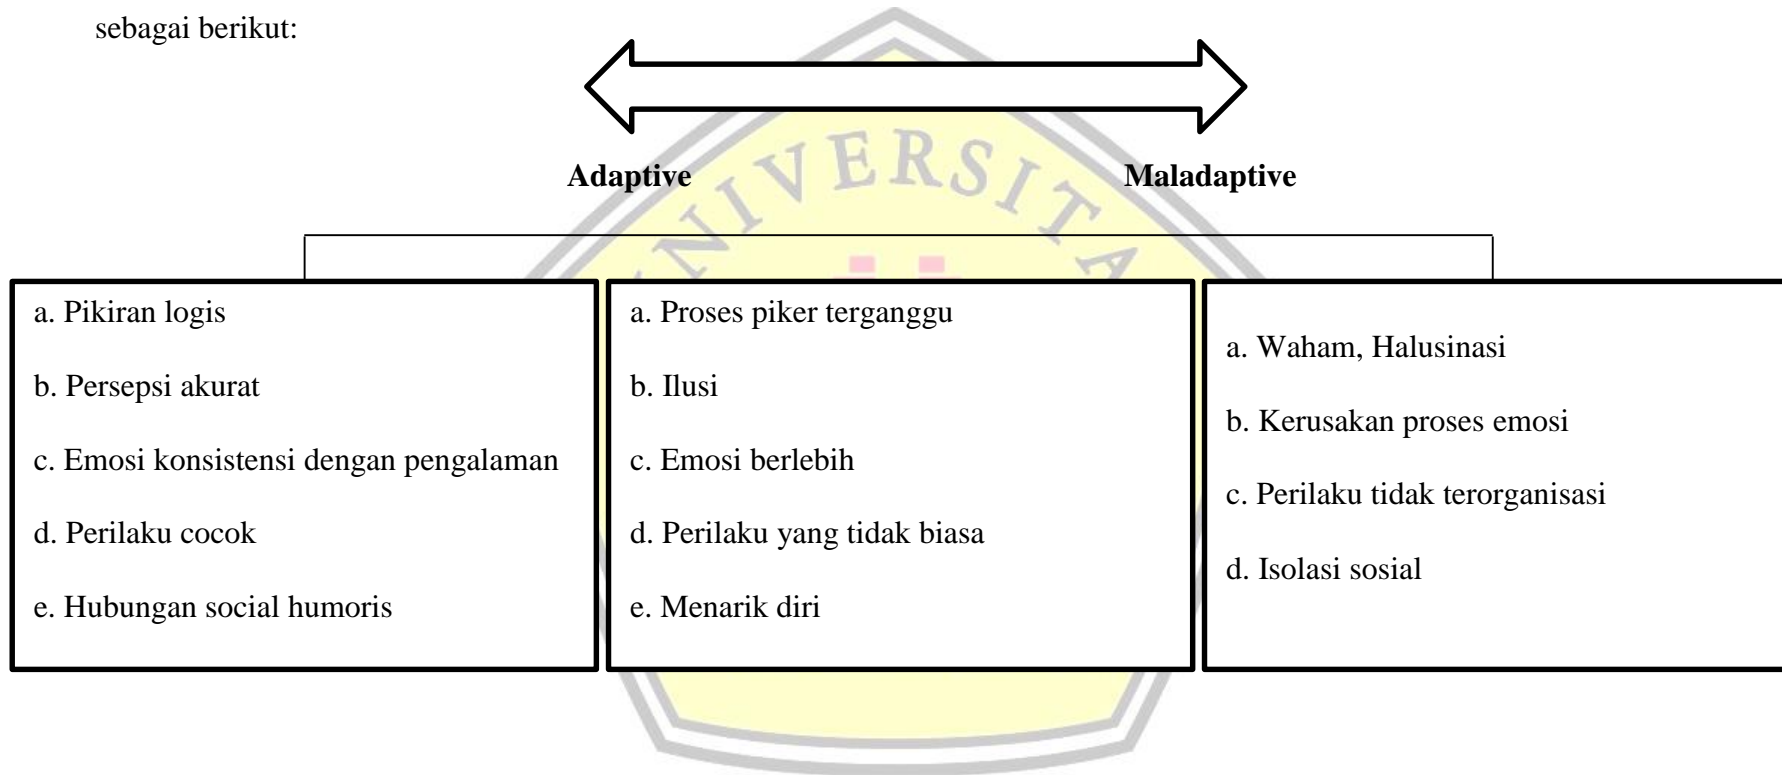 sebagai berikut:
UNIVERSITA
Adaptive
Maladaptive
a. Pikiran logis
b. Persepsi akurat
c. Emosi konsistensi dengan pengalaman
d. Perilaku cocok
e. Hubungan social humoris
a. Proses piker terganggu
b. Ilusi
c. Emosi berlebih
d. Perilaku yang tidak biasa
e. Menarik diri
a. Waham, Halusinasi
b. Kerusakan proses emosi
c. Perilaku tidak terorganisasi
d. Isolasi sosial